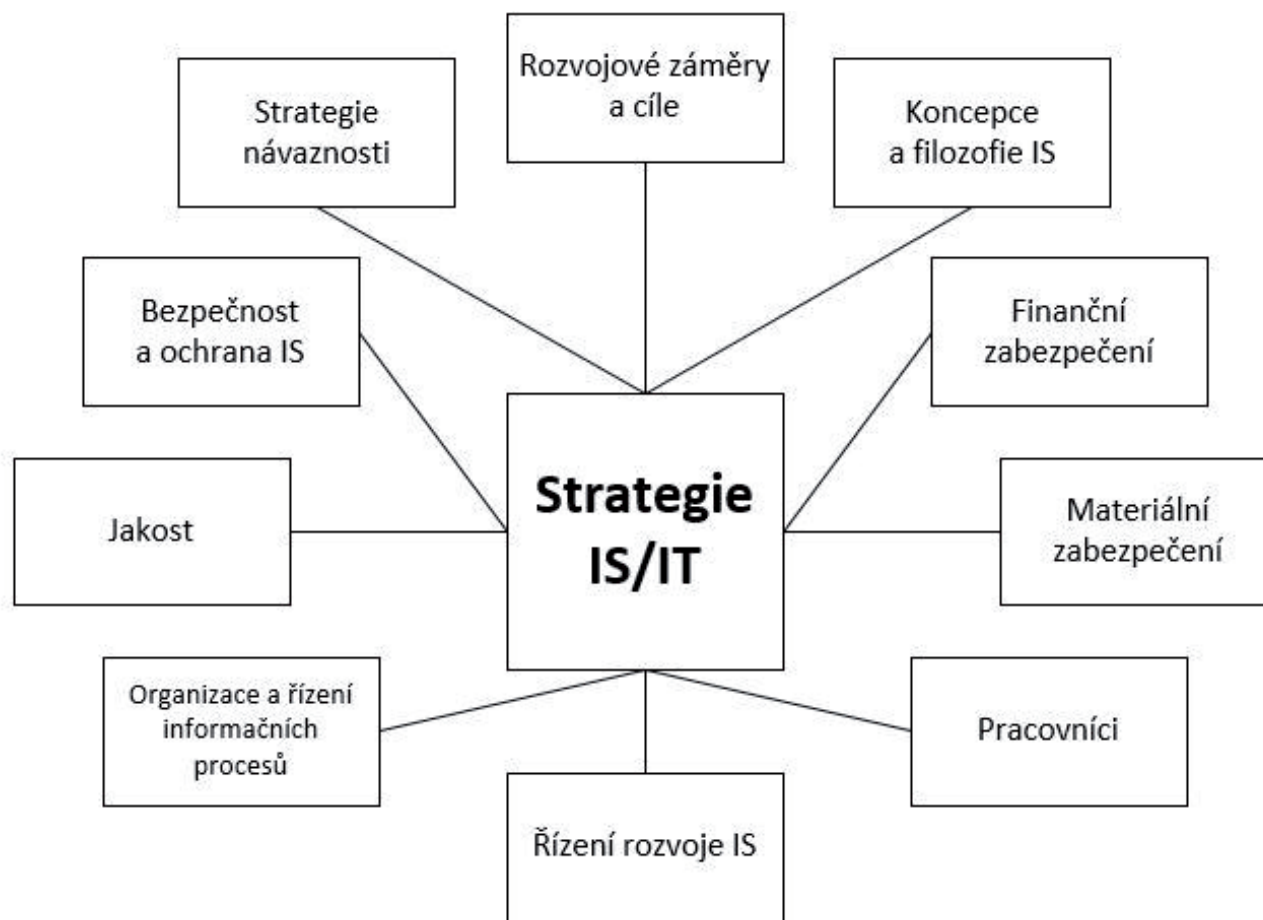 Rozvojové záměry
a cíle
Strategie
návaznosti
Koncepce
a filozofie IS
Bezpečnost
a ochrana IS
Finanční
zabezpečení
Strategie
IS/IT
Jakost
Materiální
zabezpečení
Organizace a řízení
informačních
procesů
Pracovníci
Řízení rozvoje IS